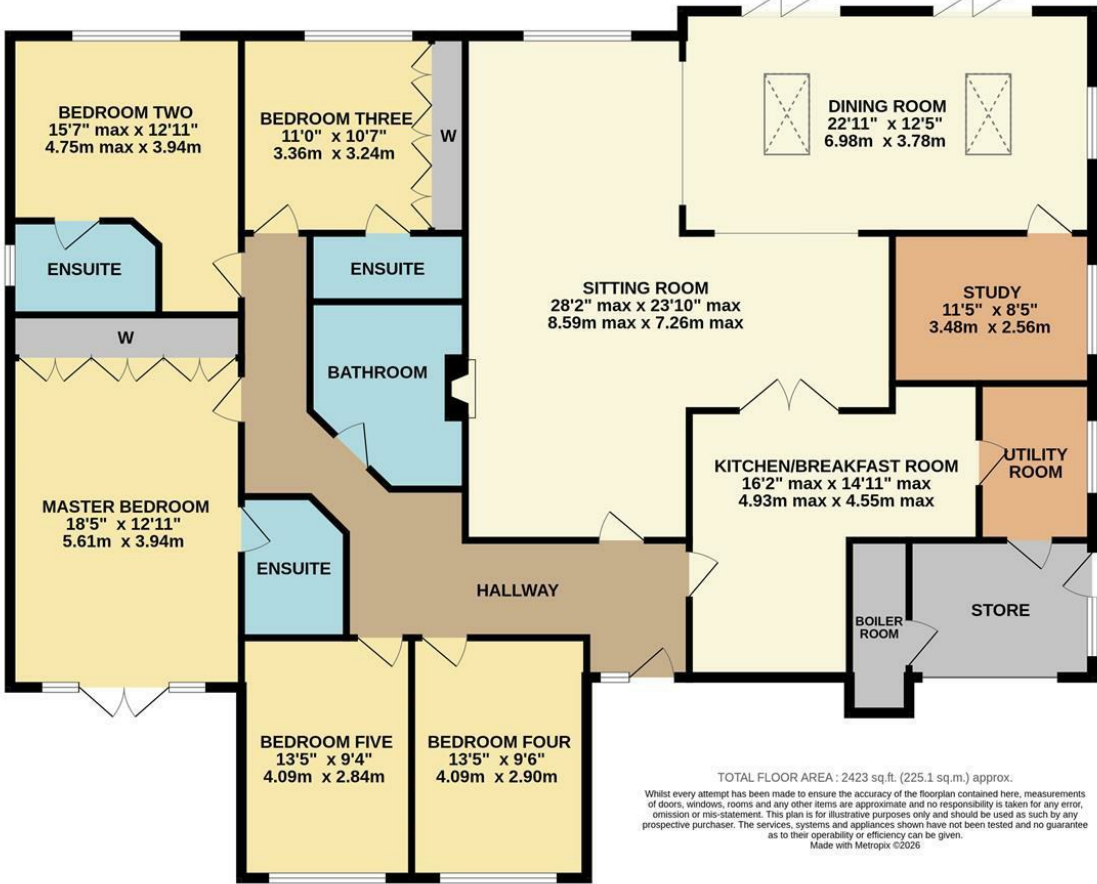 BEDROOM TWO
15'7" max x 12'11"
4.75m max x 3.94m
BEDROOM THREE
11'0" x 10'7"
3.36m x 3.24m
W
DINING ROOM
22'11" x 12'5"
6.98m x 3.78m
ENSUITE
ENSUITE
SITTING ROOM
28'2" max x 23'10" max
8.59m max x 7.26m max
STUDY
11'5" x 8'5"
3.48m x 2.56m
W
BATHROOM
MASTER BEDROOM
18'5" x 12'11"
5.61m x 3.94m
KITCHEN/BREAKFAST ROOM
16'2" max x 14'11" max
4.93m max x 4.55m max
UTILITY
ROOM
ENSUITE
HALLWAY
BOILER
ROOM
STORE
BEDROOM FIVE
13'5" x 9'4"
4.09m x 2.84m
BEDROOM FOUR
13'5" x 9'6"
4.09m x 2.90m
TOTAL FLOOR AREA : 2423 sq.ft. (225.1 sq.m.) approx.
Whilst every attempt has been made to ensure the accuracy of the floorplan contained here, measurements
of doors, windows, rooms and any other items are approximate and no responsibility is taken for any error,
omission or mis-statement. This plan is for illustrative purposes only and should be used as such by any
prospective purchaser. The services, systems and appliances shown have not been tested and no guarantee
as to their operability or efficiency can be given.
Made with Metropix ©2026